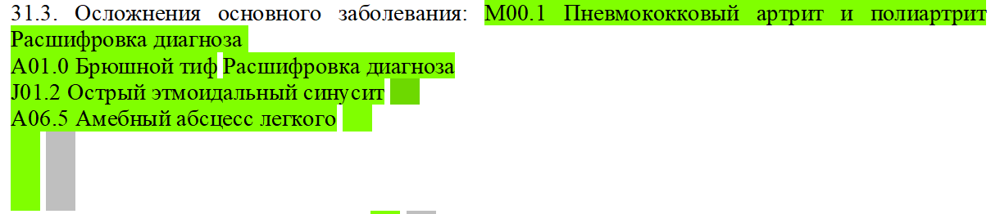 31.3. Осложнения основного заболевания: M00.1 Пневмококковый артрит и полиартрит
Расшифровка диагноза
A01.0 Брюшной тиф Расшифровка диагноза
J01.2 Острый этмоидальный синусит
A06.5 Амебный абсцесс легкого